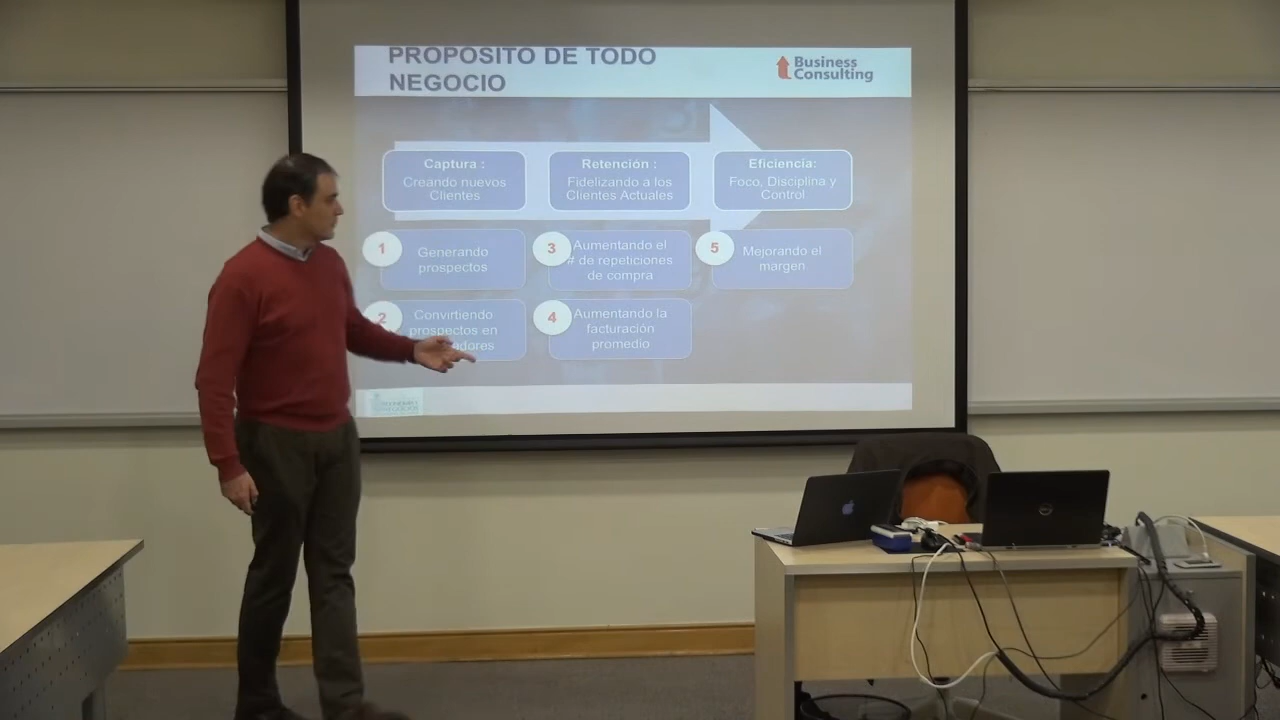 PROPOSITO DE TODO
NEGOCIO
Business
Consulting
Captura :
Creando nuevos
Clientes
Retención :
Fidelizando a los
Clientes Actuales
Eficiencia:
Foco, Disciplina y
Control
1
Generando
prospectos
3
Aumentando el
# de repeticiones
de compra
5
Mejorando el
margen
2
Convirtiendo
prospectos en
4
Aumentando la
facturación
promedio
DELL